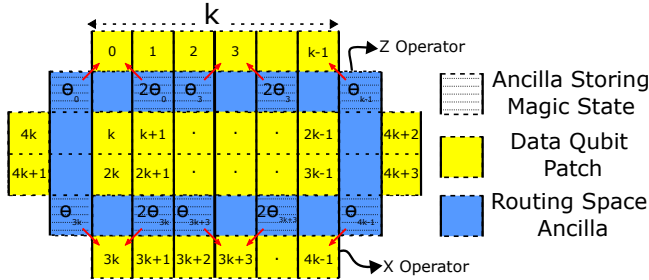 k
0 1 2 3 k-1
Z Operator
θ₀ 2θ₀ θ₃ 2θ₃ θₖ₋₁
4k k k+1 · · · 2k-1 4k+2
4k+1 2k 2k+1 · · · 3k-1 4k+3
θ₃ₖ 2θ₃ₖ θ₃ₖ₊₃ 2θ₃ₖ₊₃ θ₄ₖ₋₁
3k 3k+1 3k+2 3k+3 · 4k-1
X Operator
Ancilla Storing
Magic State
Data Qubit
Patch
Routing Space
Ancilla